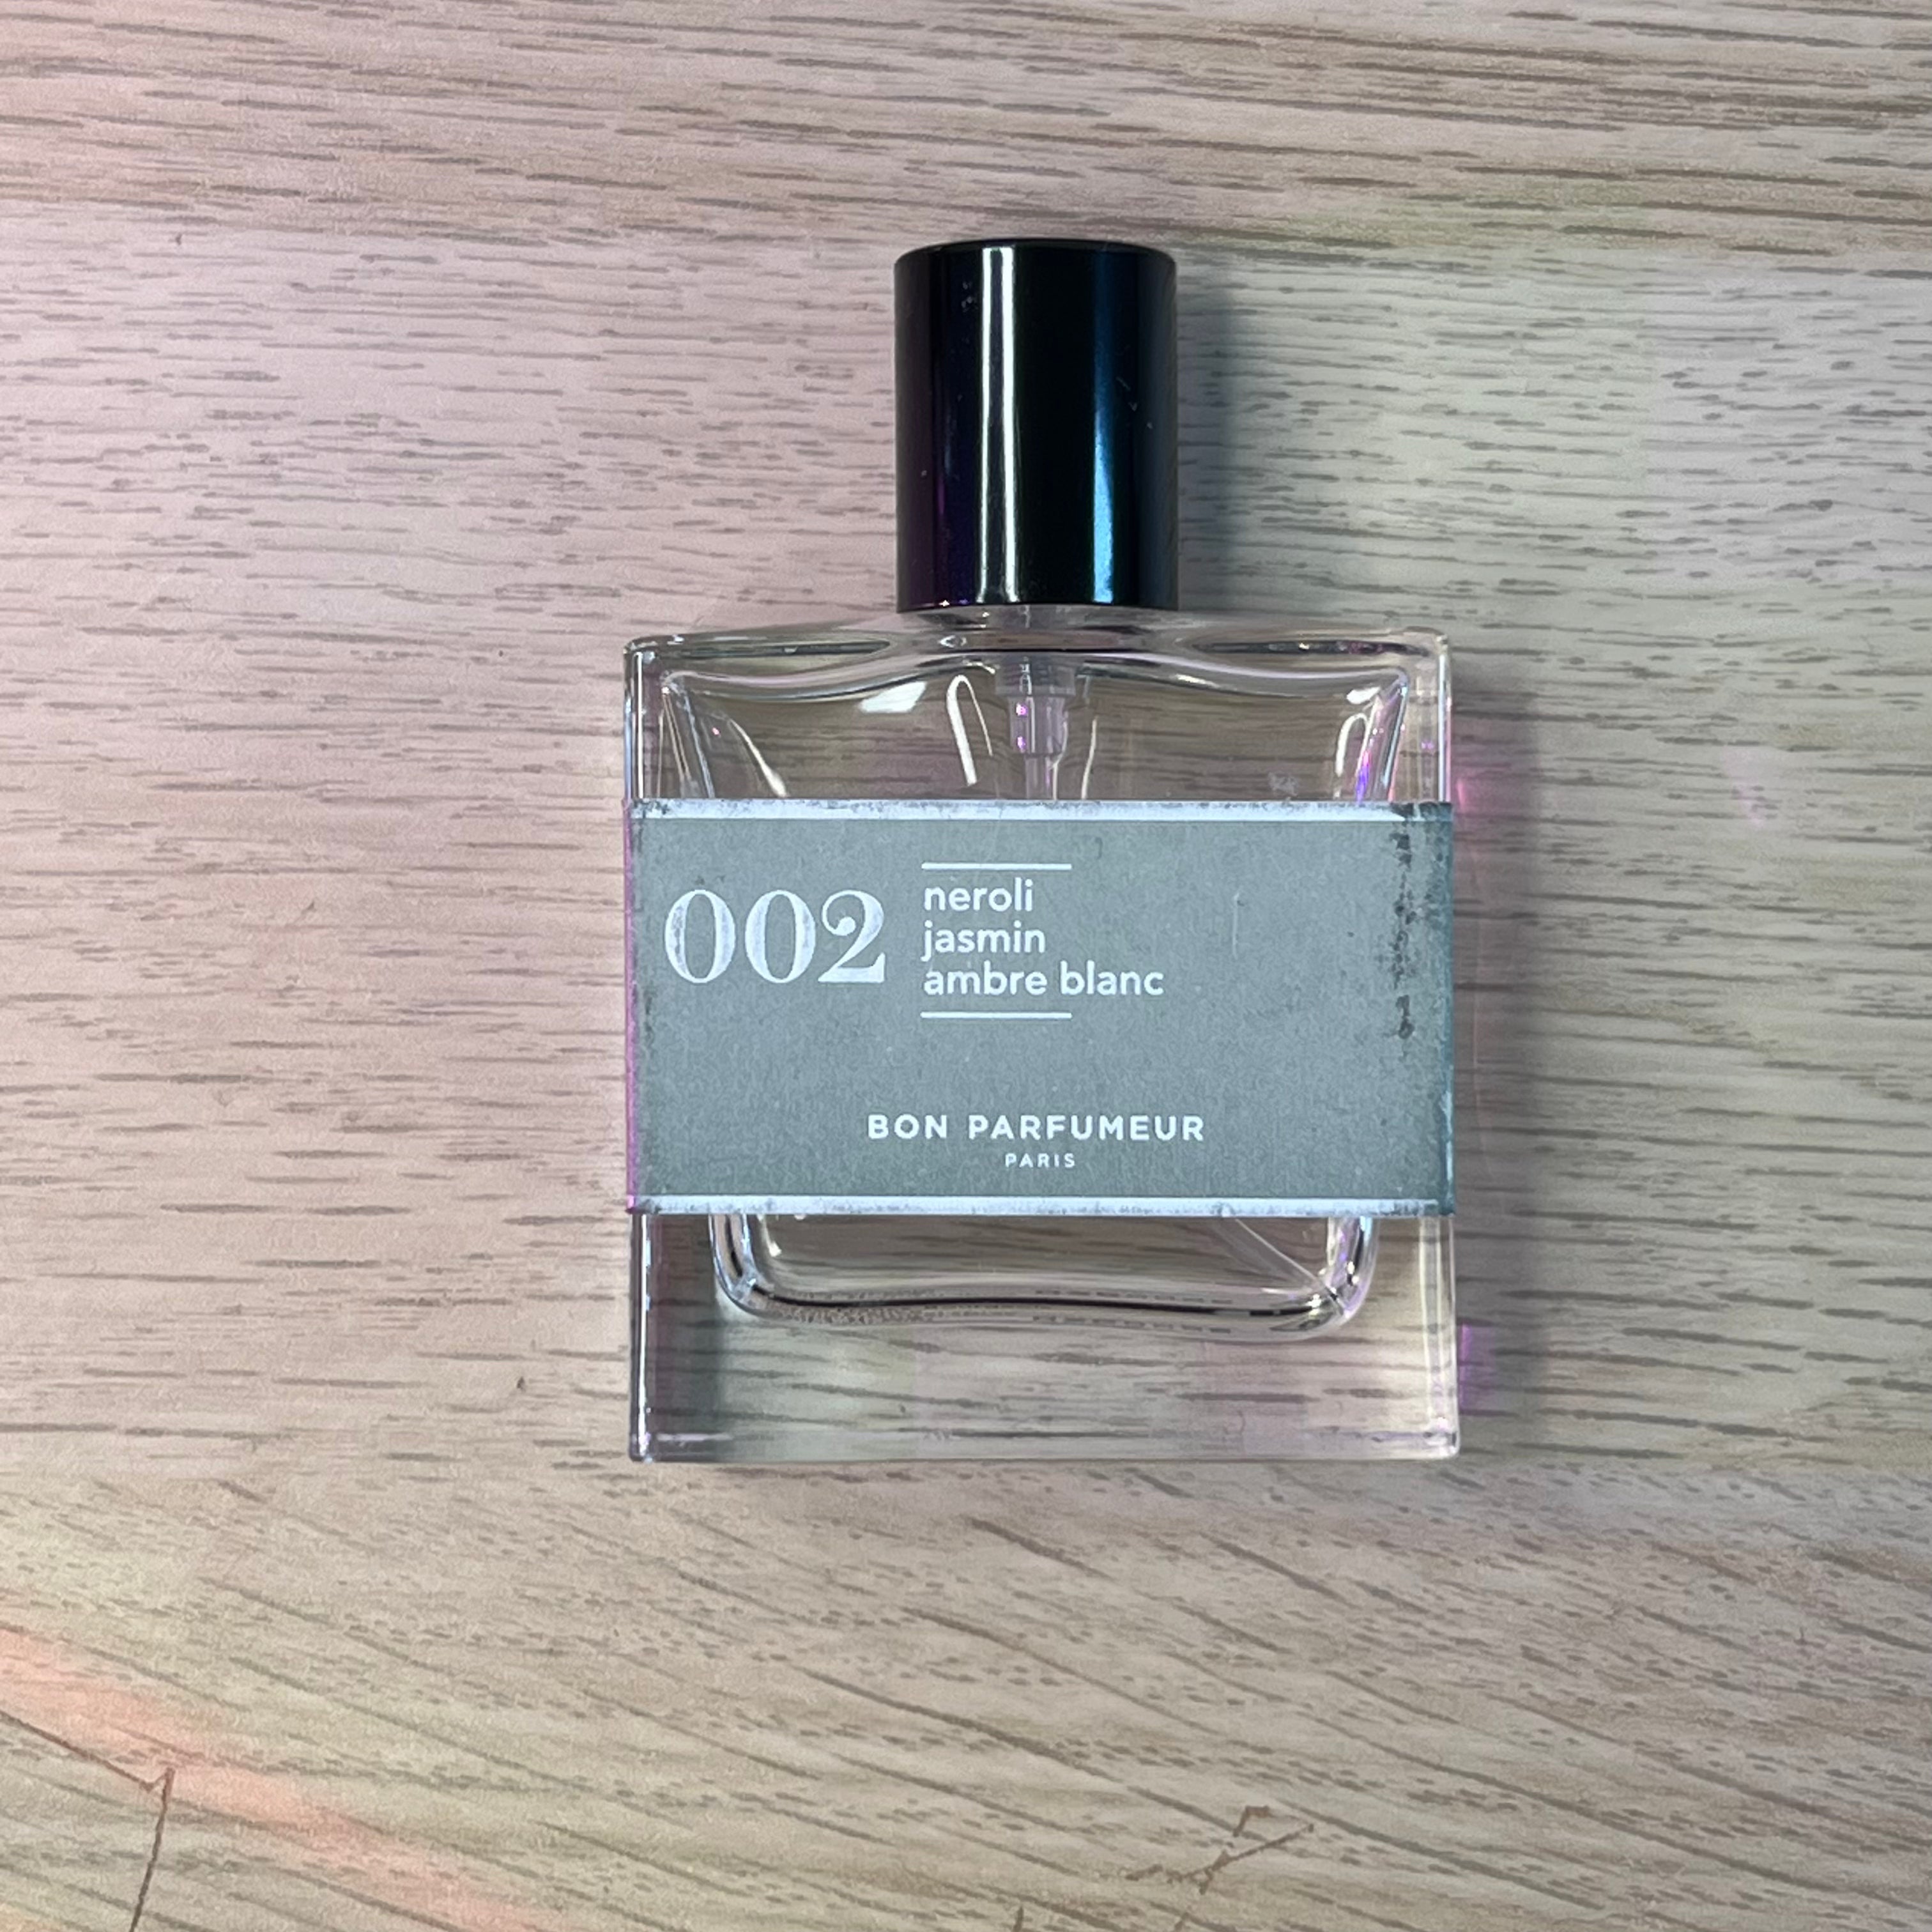 002
neroli
jasmin
ambre blanc
BON PARFUMEUR
PARIS